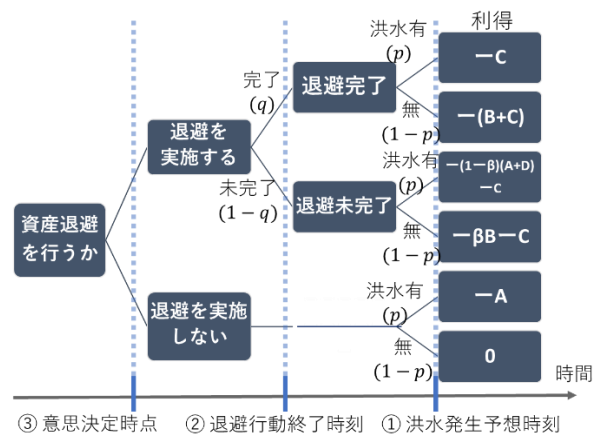 利得
洪水有
(p)
ーC
完了
(q)
退避完了
無
(1−p)
ー(B+C)
退避を
実施する
洪水有
(p)
ー(1ーβ)(A+D)
ーC
未完了
(1−q)
退避未完了
無
(1−p)
ーβBーC
資産退避
を行うか
洪水有
(p)
ーA
退避を実施
しない
無
(1−p)
0
時間
③ 意思決定時点
② 退避行動終了時刻
① 洪水発生予想時刻